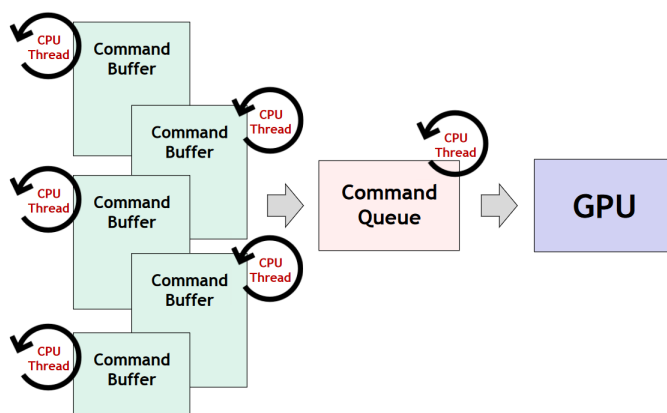 CPU
Thread
Command
Buffer
Command
Buffer
CPU
Thread
CPU
Thread
Command
Buffer
Command
Buffer
CPU
Thread
CPU
Thread
Command
Buffer
CPU
Thread
Command
Queue
GPU